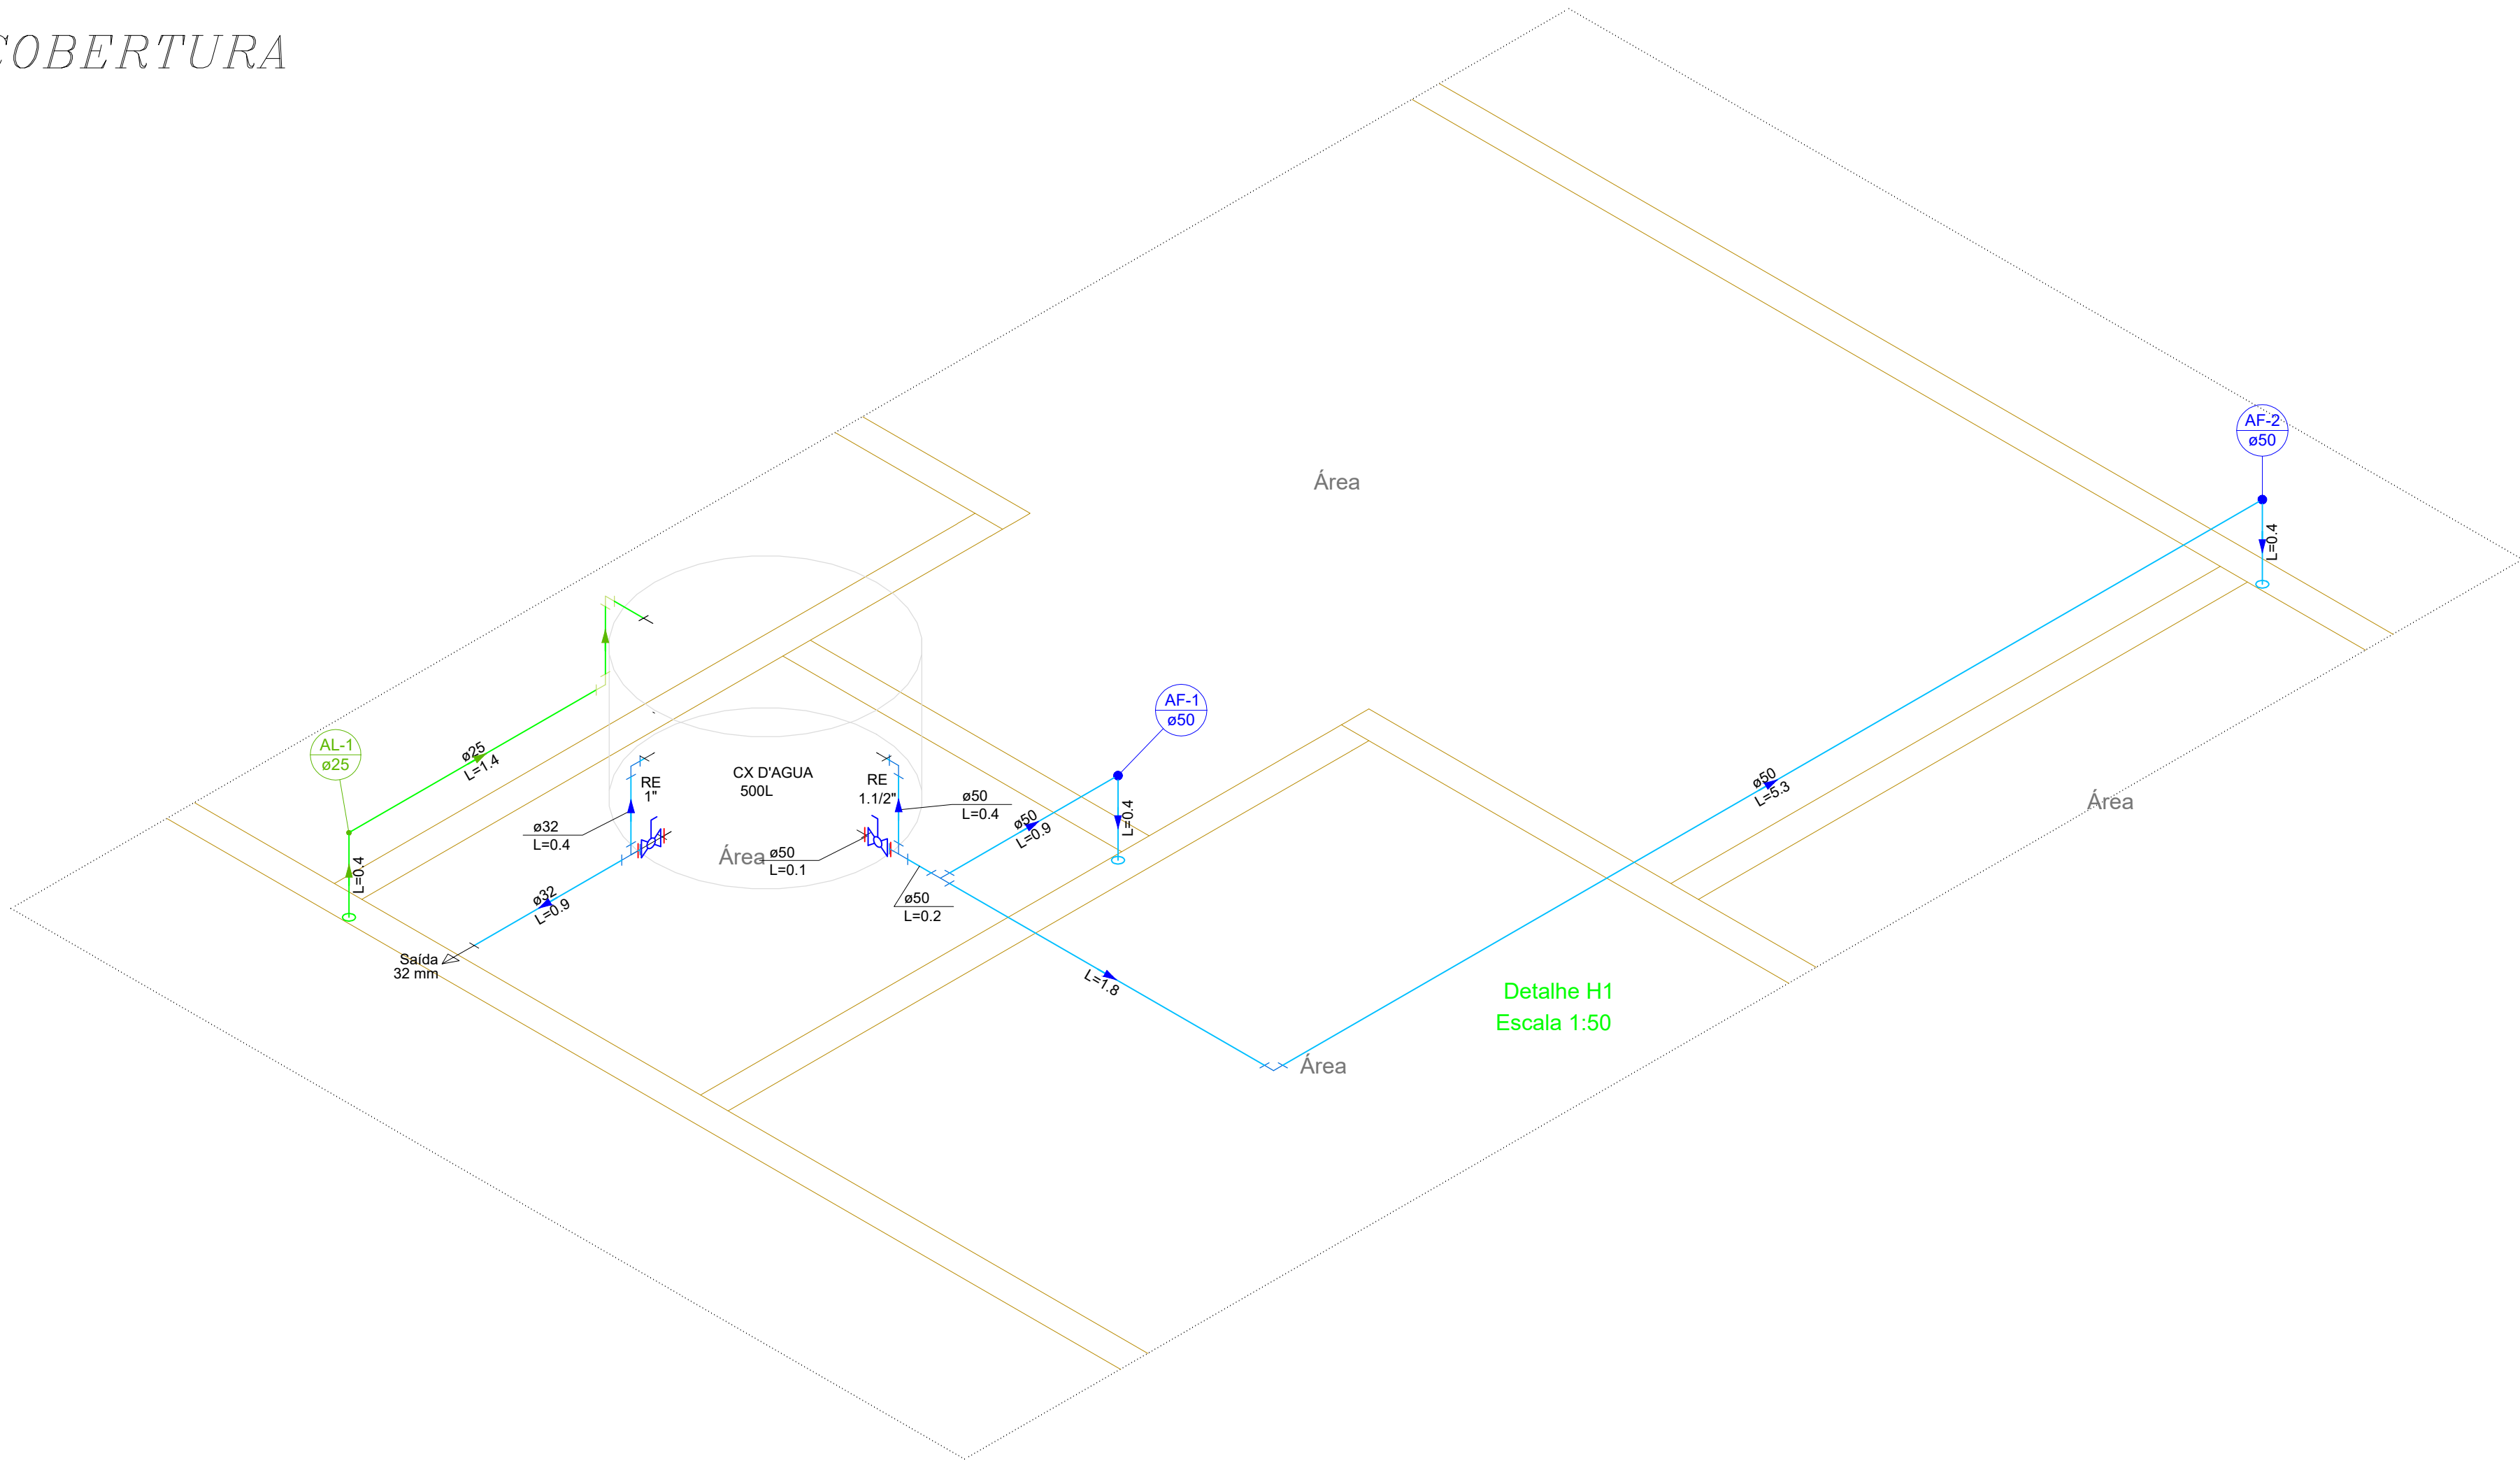 COBERTURA
AF-2
ø50
L=0.4
Área
AF-1
ø50
AL-1
ø25
ø25
L=1.4
L=0.4
RE
1"
CX D'AGUA
500L
RE
1.1/2"
ø50
L=0.4
ø32
L=0.4
ø50
L=0.9
L=0.4
ø50
L=5.3
Área
Área
ø50
L=0.1
ø50
L=0.2
ø32
L=0.9
Saída
32 mm
L=1.8
Detalhe H1
Escala 1:50
Área